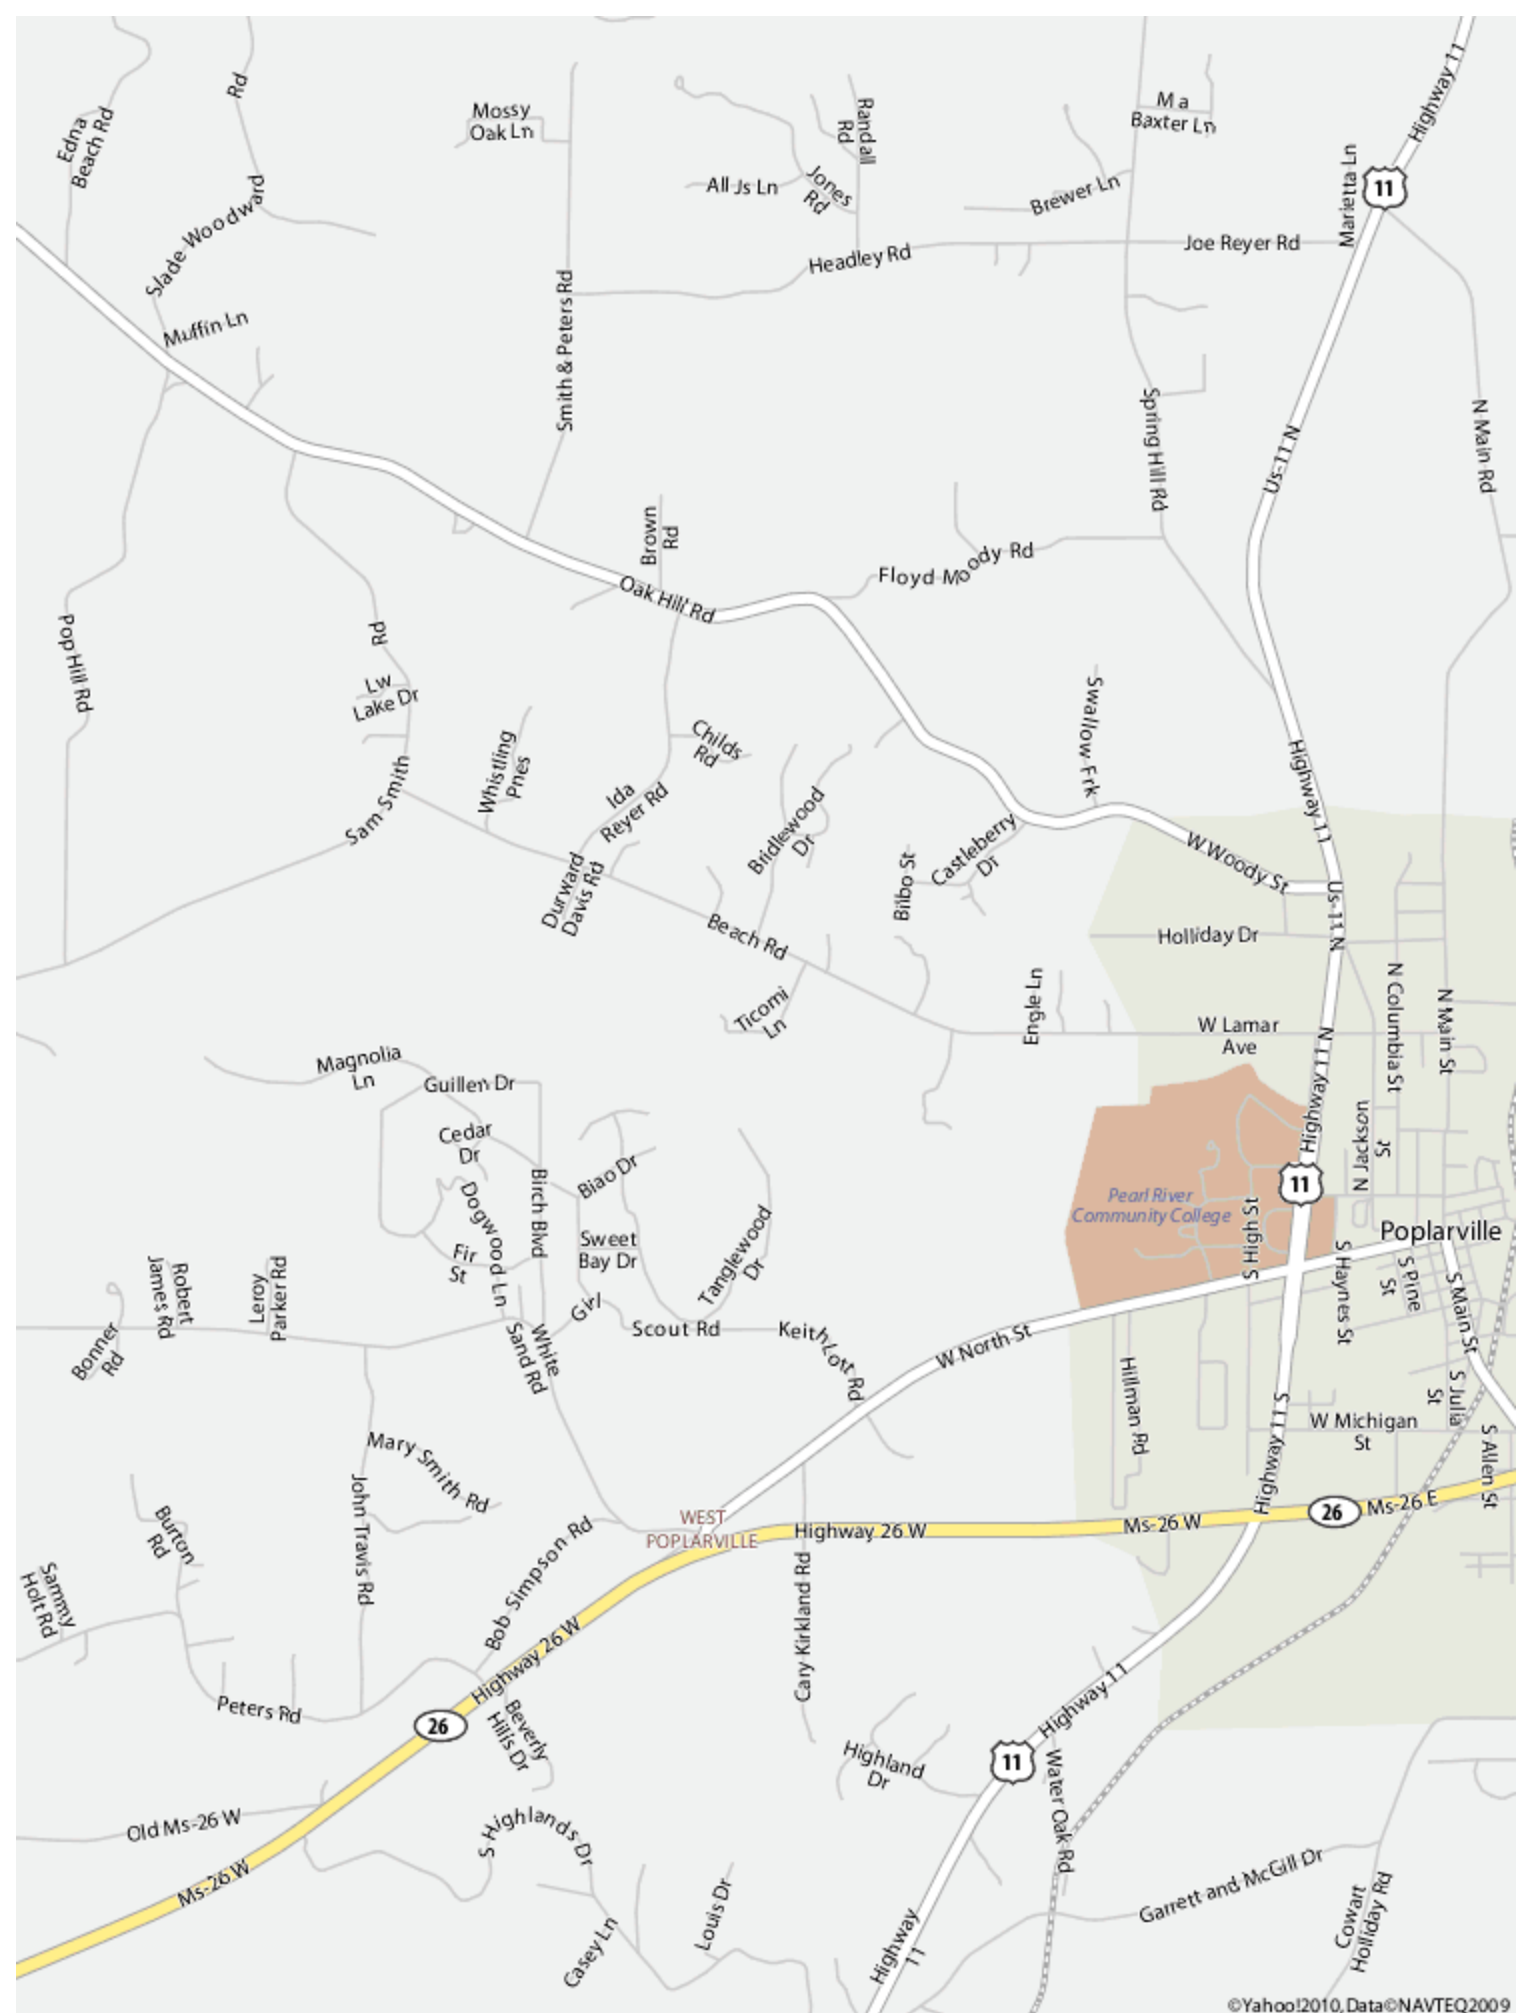 Highway 11
Rd
Edna
Beach Rd
Mossy
Oak Ln
Randall
Rd
M a
Baxter Ln
All Js Ln
Jones
Rd
Brewer Ln
Marietta Ln
11
Slade Woodward
Headley Rd
Joe Reyer Rd
Muffin Ln
Smith & Peters Rd
Spring Hill Rd
Us-11 N
N Main Rd
Brown
Rd
Oak Hill Rd
Floyd Moody Rd
Pop Hill Rd
Rd
Lw
Lake Dr
Swallow Frk
Whistling
Pnes
Childs
Rd
Highway 11
Sam Smith
Ida
Reyer Rd
Bridlewood
Dr
Castleberry
Dr
Bilbo St
W Woody St
Durward
Davis Rd
Us-11 N
Beach Rd
Holliday Dr
Ticomi
Ln
Engle Ln
W Lamar
Ave
N Columbia St
N Main St
Highway 11 N
Magnolia
Ln
Guillen Dr
Cedar
Dr
N Jackson
St
Biao Dr
Birch Blvd
Dogwood Ln
11
Pearl River
Community College
S High St
Poplarville
Sweet
Bay Dr
Tanglewood
Dr
Fir
St
Robert
James Rd
Leroy
Parker Rd
S Haynes St
S Pine
St
S Main St
Girl
Scout Rd
Keith Lott Rd
Bonner
Rd
White
Sand Rd
W North St
Hillman Rd
S Julia
St
W Michigan
St
Highway 11 S
S Allen St
Mary Smith Rd
John Travis Rd
Burton
Rd
WEST
POPLARVILLE
Highway 26 W
Ms-26 W
26
Ms-26 E
Bob Simpson Rd
Sammy
Holt Rd
Cary Kirkland Rd
Highway 26 W
Peters Rd
26
Beverly
Hills Dr
Highway 11
11
Highland
Dr
Water Oak Rd
Old Ms-26 W
S Highlands Dr
Ms-26 W
Garrett and McGill Dr
Louis Dr
Casey Ln
Highway
11
Cowart
Holliday Rd
©Yahoo!2010, Data©NAVTEQ2009